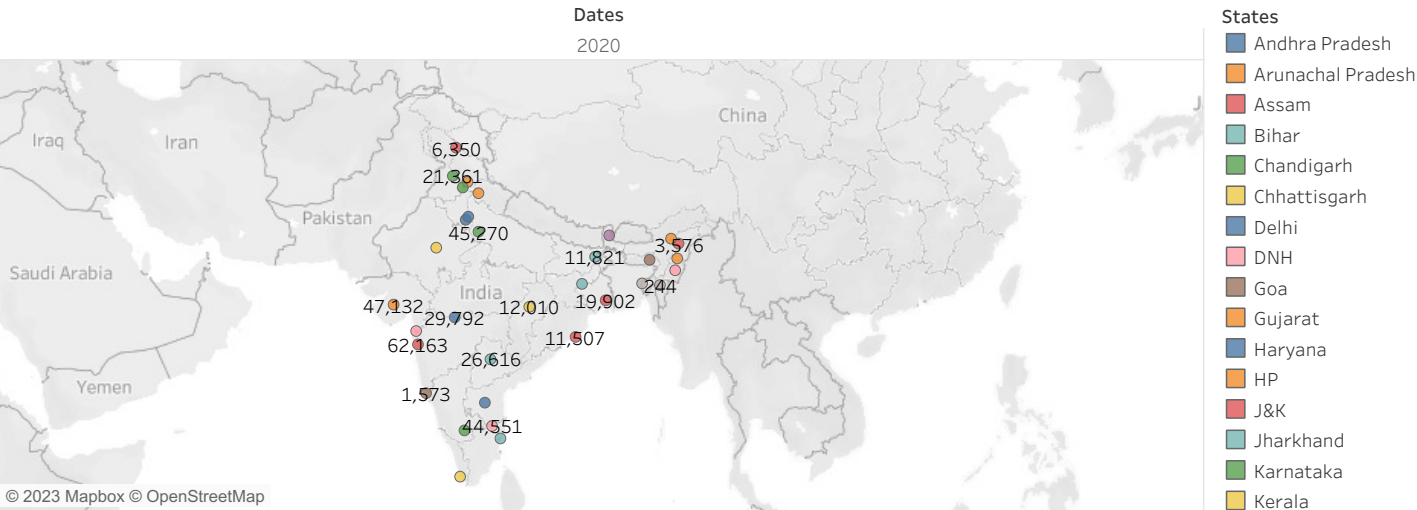 Dates
2020
States
Andhra Pradesh
Arunachal Pradesh
Assam
Bihar
Chandigarh
Chhattisgarh
Delhi
DNH
Goa
Gujarat
Haryana
HP
J&K
Jharkhand
Karnataka
Kerala
China
J
Iraq
Iran
6,350
21,361
Pakistan
45,270
3,576
11,821
Saudi Arabia
244
India
19,902
47,132
12,010
29,792
11,507
62,163
26,616
Yemen
1,573
44,551
© 2023 Mapbox © OpenStreetMap